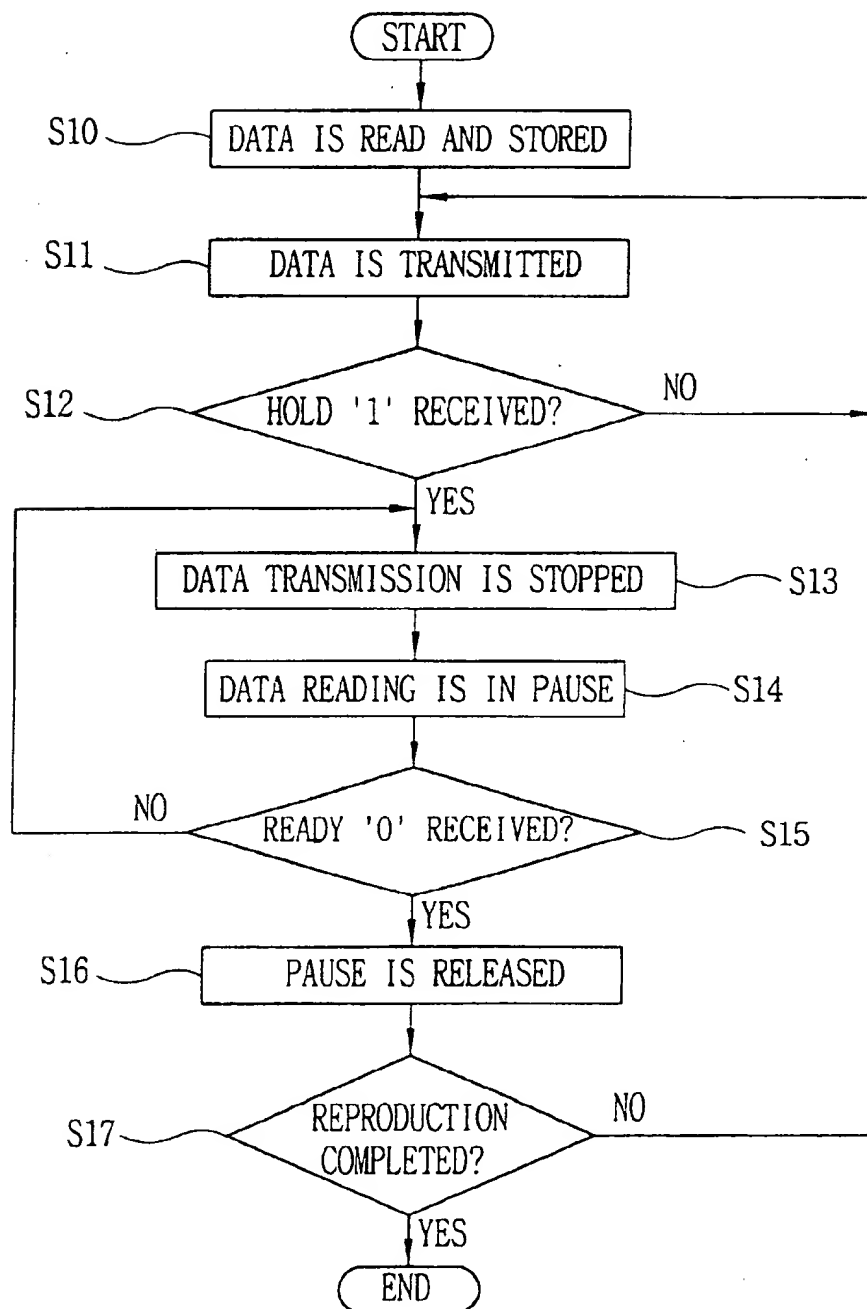 START
S10
DATA IS READ AND STORED
S11
DATA IS TRANSMITTED
S12
HOLD '1' RECEIVED?
NO
YES
DATA TRANSMISSION IS STOPPED
S13
DATA READING IS IN PAUSE
S14
NO
READY '0' RECEIVED?
S15
YES
S16
PAUSE IS RELEASED
S17
REPRODUCTION
COMPLETED?
NO
YES
END